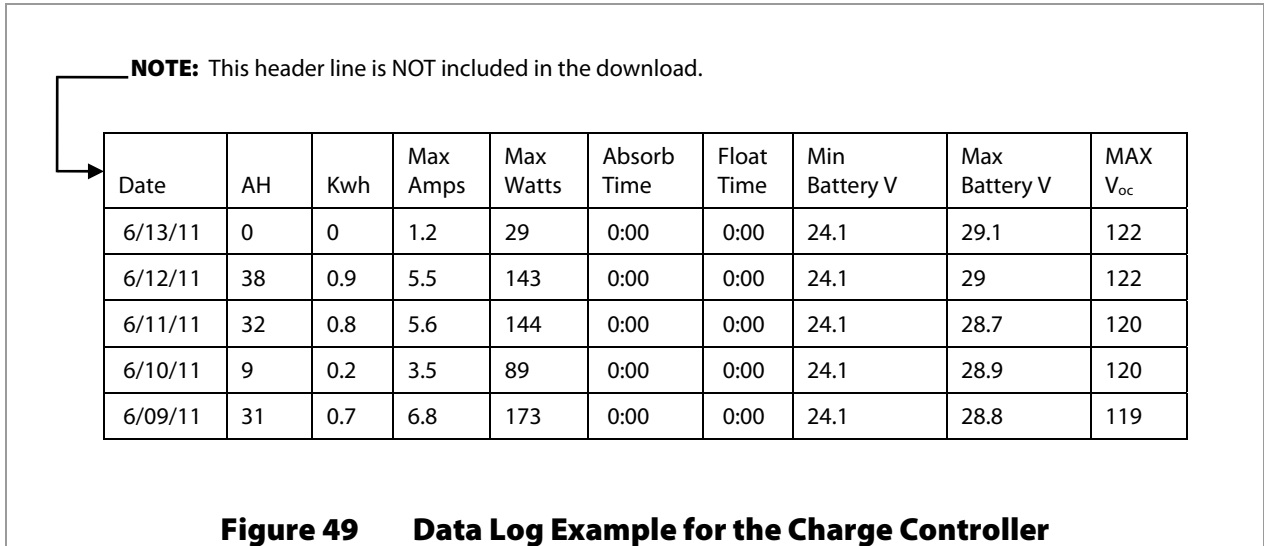 NOTE: This header line is NOT included in the download.
Date AH Kwh Max Amps Max Watts Absorb Time Float Time Min Battery V Max Battery V MAX Voc
6/13/11 0 0 1.2 29 0:00 0:00 24.1 29.1 122
6/12/11 38 0.9 5.5 143 0:00 0:00 24.1 29 122
6/11/11 32 0.8 5.6 144 0:00 0:00 24.1 28.7 120
6/10/11 9 0.2 3.5 89 0:00 0:00 24.1 28.9 120
6/09/11 31 0.7 6.8 173 0:00 0:00 24.1 28.8 119
Figure 49 Data Log Example for the Charge Controller